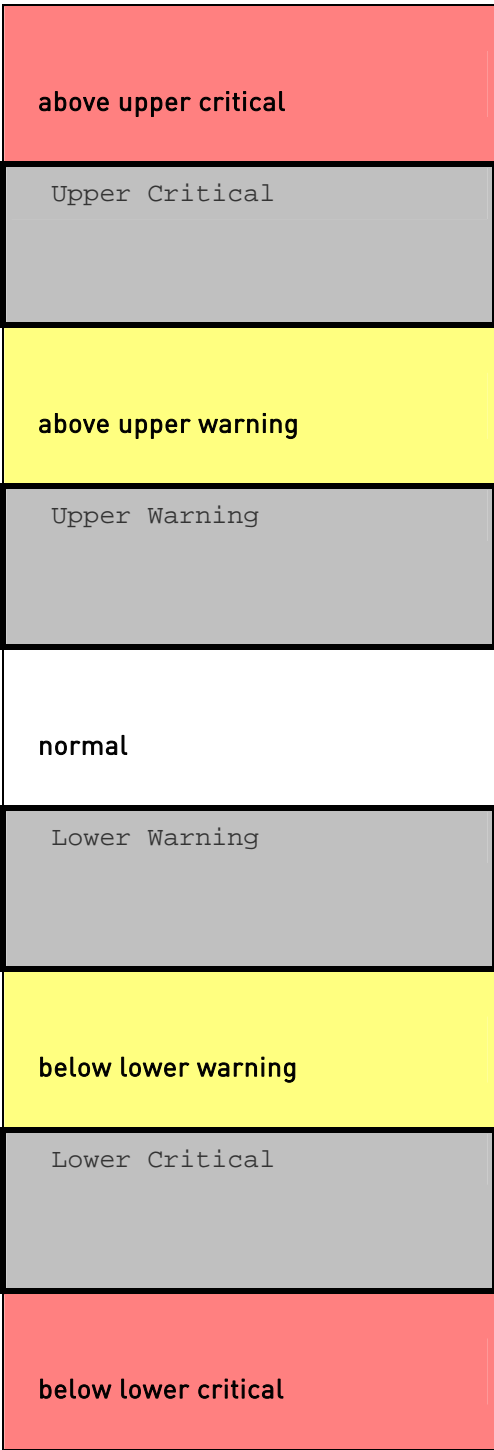 above upper critical
Upper Critical
above upper warning
Upper Warning
normal
Lower Warning
below lower warning
Lower Critical
below lower critical